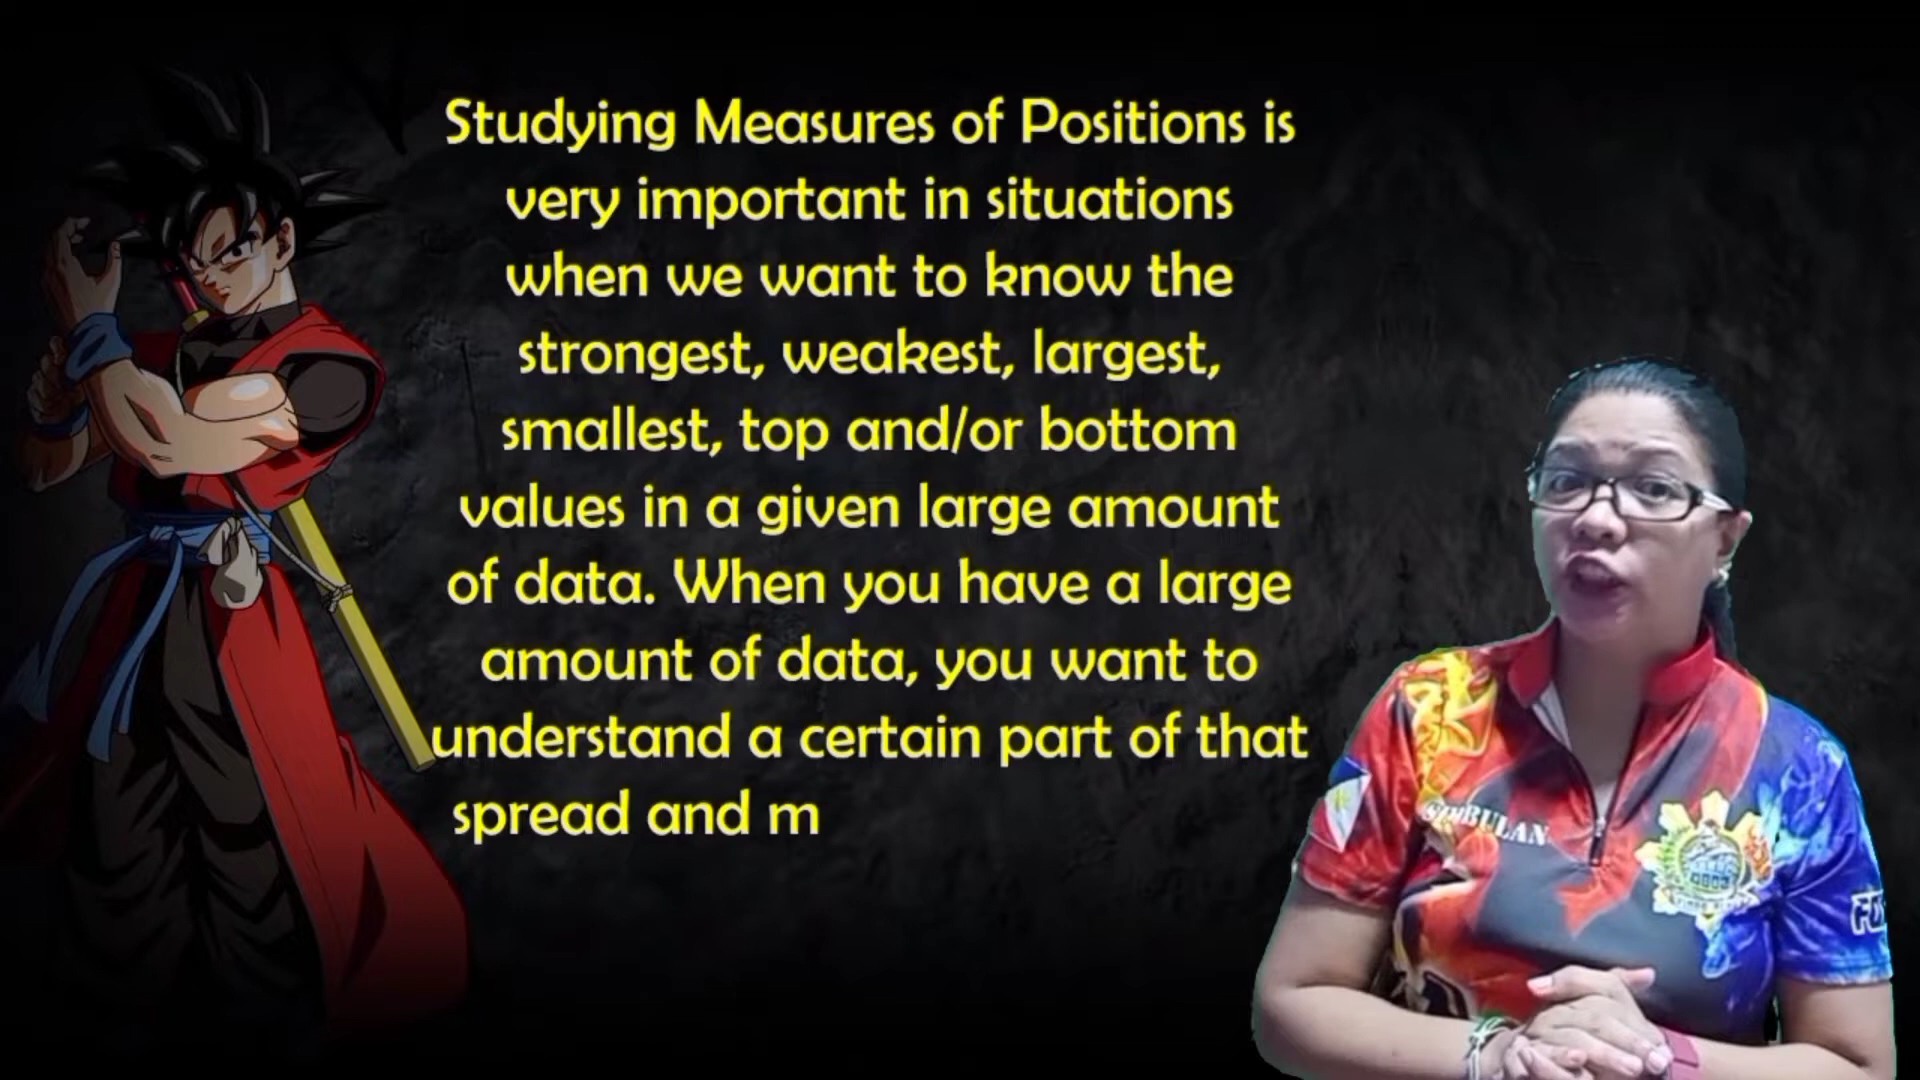 Studying Measures of Positions is
very important in situations
when we want to know the
strongest, weakest, largest,
smallest, top and/or bottom
values in a given large amount
of data. When you have a large
amount of data, you want to
understand a certain part of that
spread and m